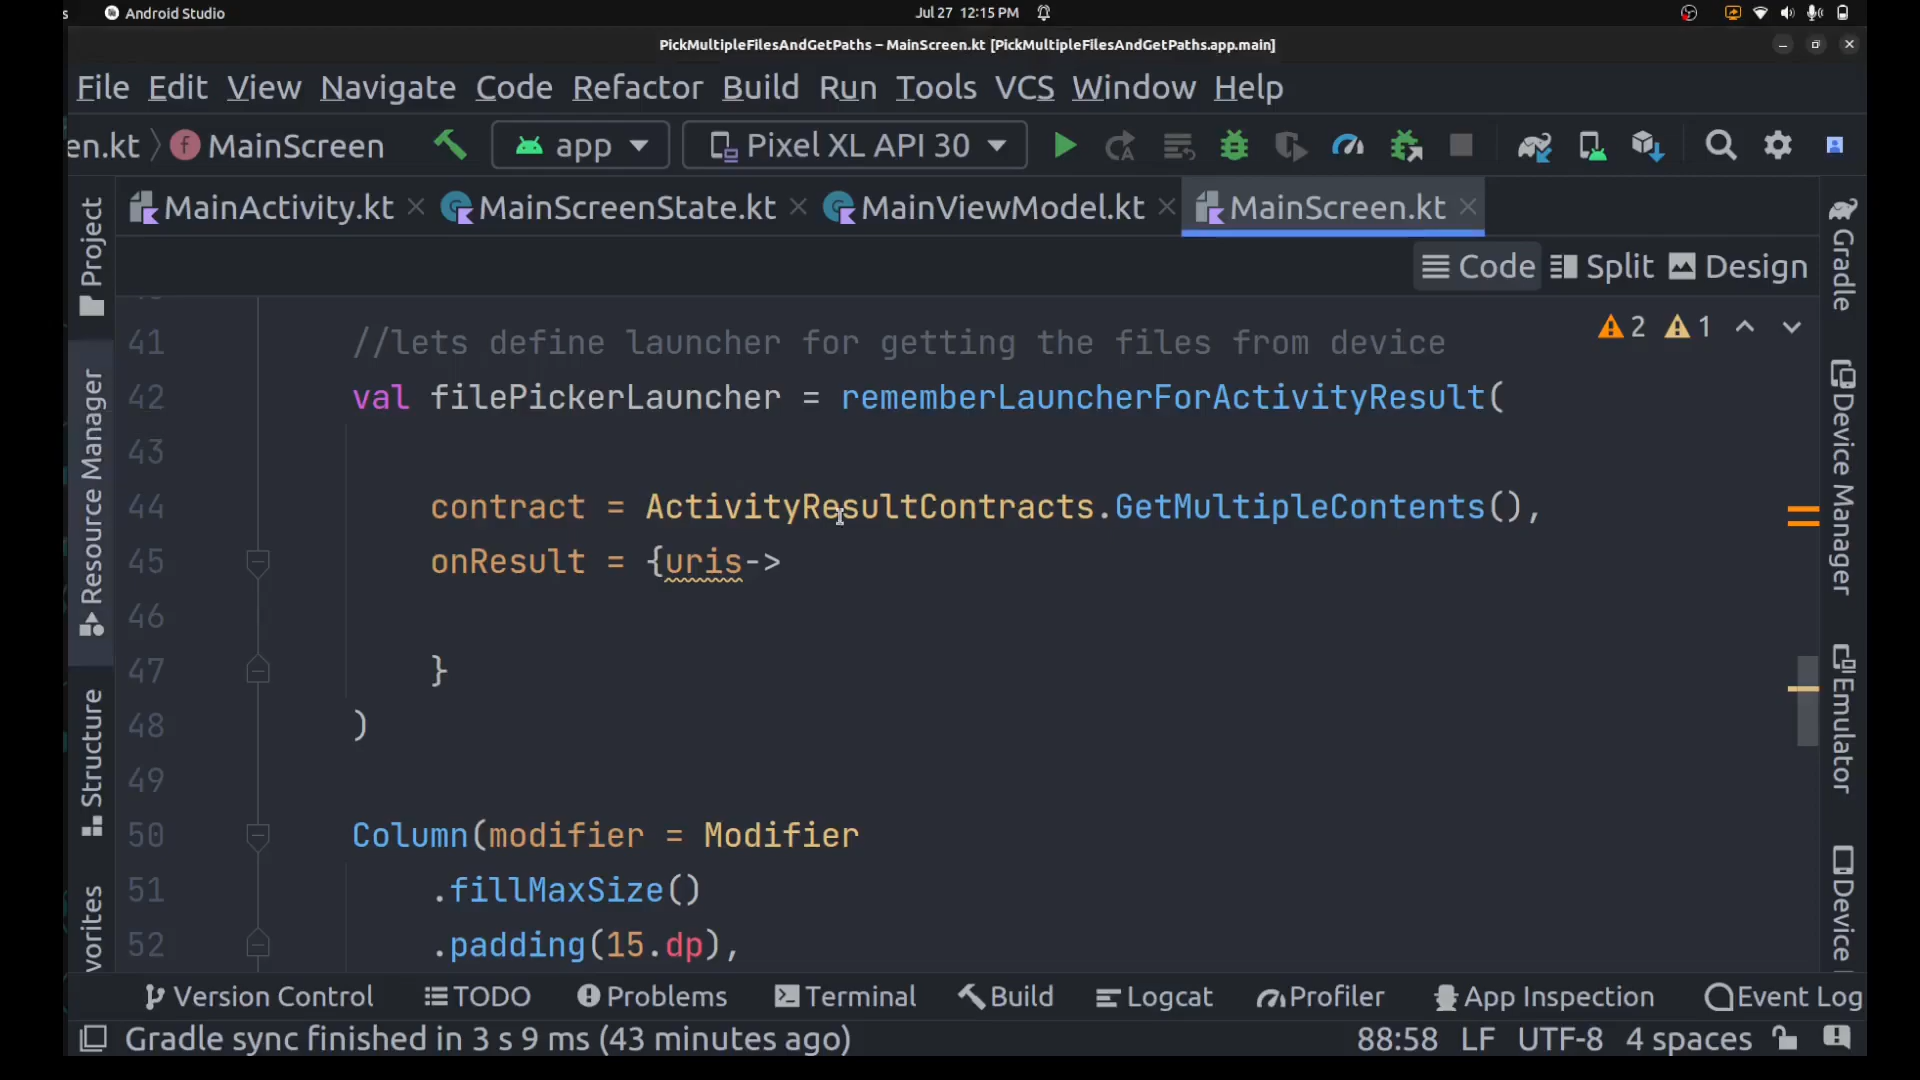 Android Studio
Jul 27 12:15 PM
PickMultipleFilesAndGetPaths – MainScreen.kt [PickMultipleFilesAndGetPaths.app.main]
File Edit View Navigate Code Refactor Build Run Tools VCS Window Help
en.kt MainScreen app Pixel XL API 30
MainActivity.kt MainScreenState.kt MainViewModel.kt MainScreen.kt
Code Split Design
2 1
41 //lets define launcher for getting the files from device
42 val filePickerLauncher = rememberLauncherForActivityResult(
43
44 contract = ActivityResultContracts.GetMultipleContents(),
45 onResult = {uris->
46
47 }
48 )
49
50 Column(modifier = Modifier
51 .fillMaxSize()
52 .padding(15.dp),
Project
Resource Manager
Structure
vorites
Gradle
Device Manager
Emulator
Device
Version Control TODO Problems Terminal Build Logcat Profiler App Inspection Event Log
Gradle sync finished in 3 s 9 ms (43 minutes ago) 88:58 LF UTF-8 4 spaces